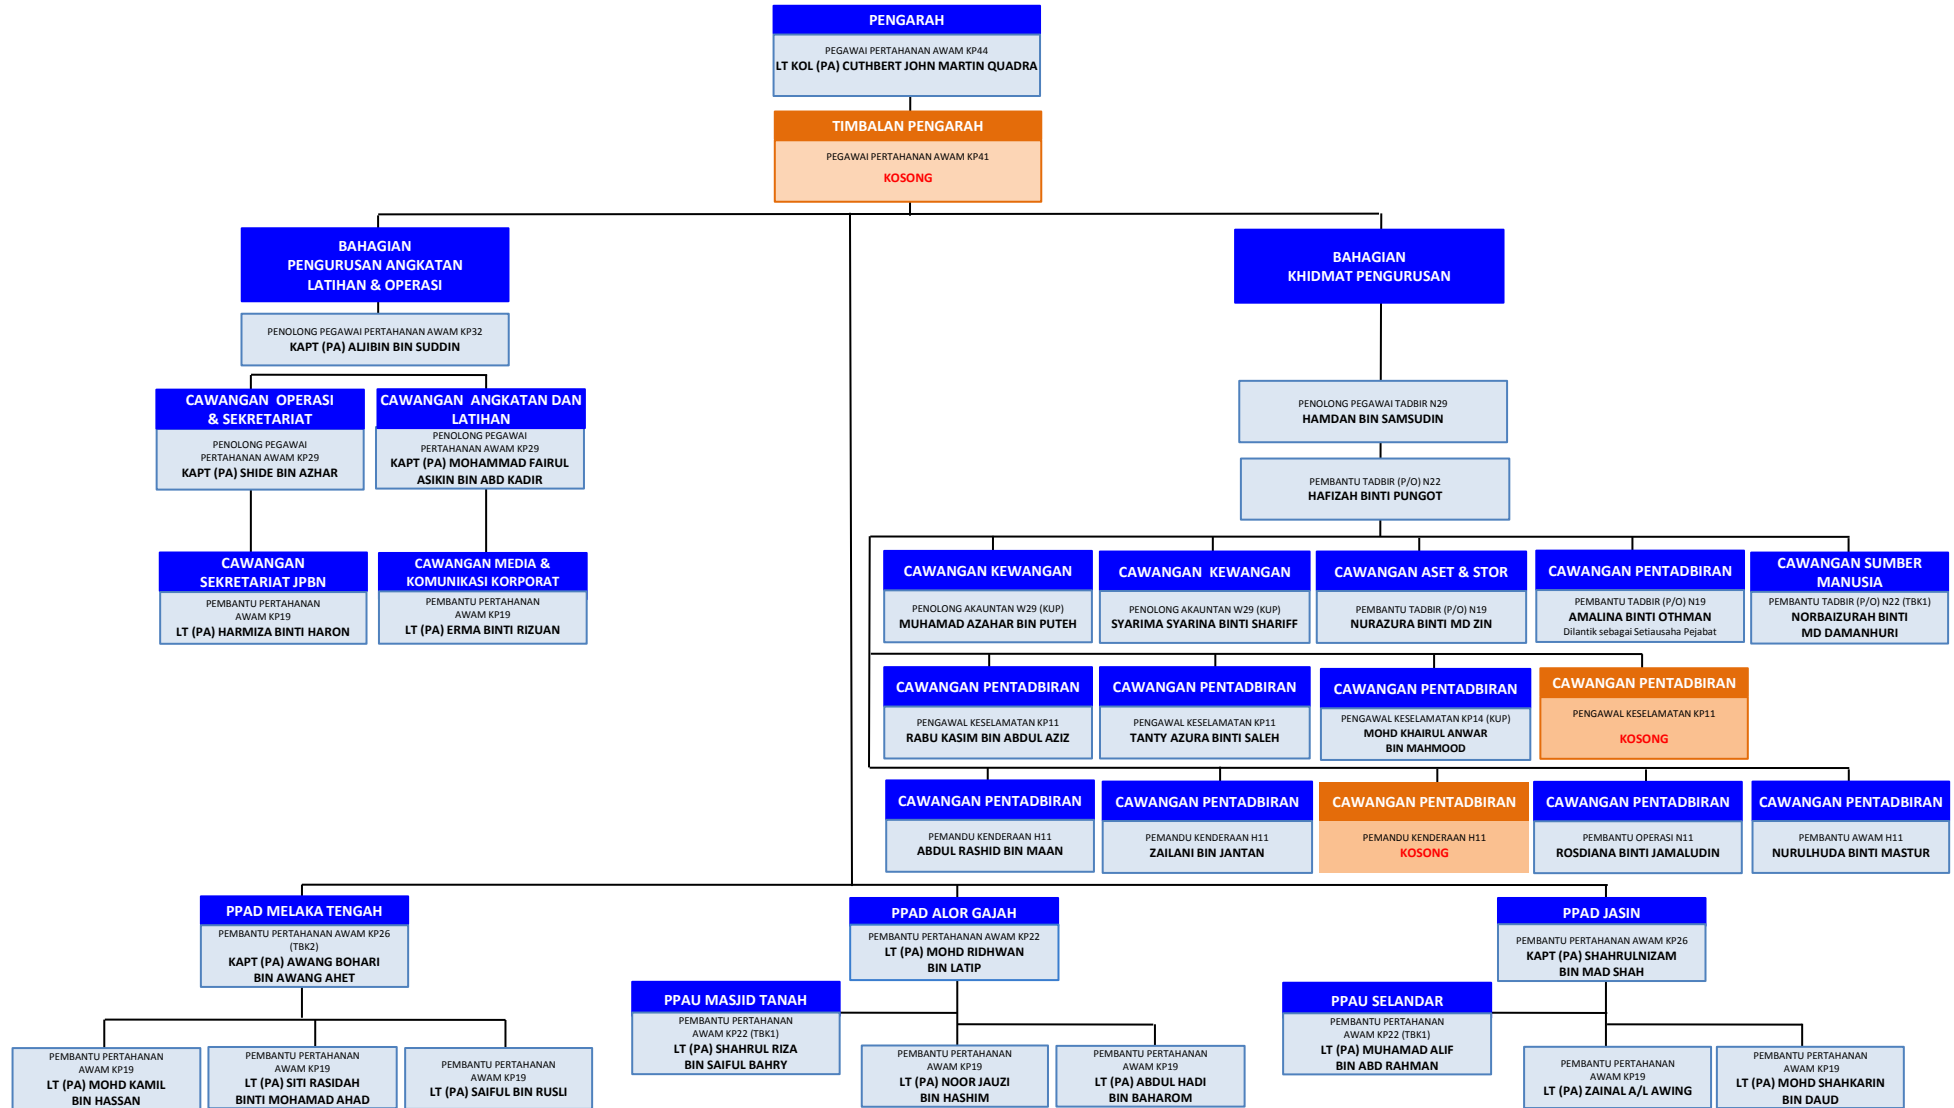 PENGARAH
PEGAWAI PERTAHANAN AWAM KP44
LT KOL (PA) CUTHBERT JOHN MARTIN QUADRA
TIMBALAN PENGARAH
PEGAWAI PERTAHANAN AWAM KP41
KOSONG
BAHAGIAN
PENGURUSAN ANGKATAN
LATIHAN & OPERASI
PENOLONG PEGAWAI PERTAHANAN AWAM KP32
KAPT (PA) ALJIBIN BIN SUDDIN
CAWANGAN OPERASI
& SEKRETARIAT
PENOLONG PEGAWAI
PERTAHANAN AWAM KP29
KAPT (PA) SHIDE BIN AZHAR
CAWANGAN ANGKATAN DAN
LATIHAN
PENOLONG PEGAWAI
PERTAHANAN AWAM KP29
KAPT (PA) MOHAMMAD FAIRUL
ASIKIN BIN ABD KADIR
CAWANGAN
SEKRETARIAT JPBN
PEMBANTU PERTAHANAN
AWAM KP19
LT (PA) HARMIZA BINTI HARON
CAWANGAN MEDIA &
KOMUNIKASI KORPORAT
PEMBANTU PERTAHANAN
AWAM KP19
LT (PA) ERMA BINTI RIZUAN
BAHAGIAN
KHIDMAT PENGURUSAN
PENOLONG PEGAWAI TADBIR N29
HAMDAN BIN SAMSUDIN
PEMBANTU TADBIR (P/O) N22
HAFIZAH BINTI PUNGOT
CAWANGAN KEWANGAN
PENOLONG AKAUNTAN W29 (KUP)
MUHAMAD AZAHAR BIN PUTEH
CAWANGAN KEWANGAN
PENOLONG AKAUNTAN W29 (KUP)
SYARIMA SYARINA BINTI SHARIFF
CAWANGAN ASET & STOR
PEMBANTU TADBIR (P/O) N19
NURAZURA BINTI MD ZIN
CAWANGAN PENTADBIRAN
PEMBANTU TADBIR (P/O) N19
AMALINA BINTI OTHMAN
Dilantik sebagai Setiausaha Pejabat
CAWANGAN SUMBER
MANUSIA
PEMBANTU TADBIR (P/O) N22 (TBK1)
NORBAIZURAH BINTI
MD DAMANHURI
CAWANGAN PENTADBIRAN
PENGAWAL KESELAMATAN KP11
RABU KASIM BIN ABDUL AZIZ
CAWANGAN PENTADBIRAN
PENGAWAL KESELAMATAN KP11
TANTY AZURA BINTI SALEH
CAWANGAN PENTADBIRAN
PENGAWAL KESELAMATAN KP14 (KUP)
MOHD KHAIRUL ANWAR
BIN MAHMOOD
CAWANGAN PENTADBIRAN
PENGAWAL KESELAMATAN KP11
KOSONG
CAWANGAN PENTADBIRAN
PEMANDU KENDERAAN H11
ABDUL RASHID BIN MAAN
CAWANGAN PENTADBIRAN
PEMANDU KENDERAAN H11
ZAILANI BIN JANTAN
CAWANGAN PENTADBIRAN
PEMANDU KENDERAAN H11
KOSONG
CAWANGAN PENTADBIRAN
PEMBANTU OPERASI N11
ROSDIANA BINTI JAMALUDIN
CAWANGAN PENTADBIRAN
PEMBANTU AWAM H11
NURULHUDA BINTI MASTUR
PPAD MELAKA TENGAH
PEMBANTU PERTAHANAN AWAM KP26
(TBK2)
KAPT (PA) AWANG BOHARI
BIN AWANG AHET
PEMBANTU PERTAHANAN
AWAM KP19
LT (PA) MOHD KAMIL
BIN HASSAN
PEMBANTU PERTAHANAN
AWAM KP19
LT (PA) SITI RASIDAH
BINTI MOHAMAD AHAD
PEMBANTU PERTAHANAN
AWAM KP19
LT (PA) SAIFUL BIN RUSLI
PPAD ALOR GAJAH
PEMBANTU PERTAHANAN AWAM KP22
LT (PA) MOHD RIDHWAN
BIN LATIP
PPAU MASJID TANAH
PEMBANTU PERTAHANAN
AWAM KP22 (TBK1)
LT (PA) SHAHRUL RIZA
BIN SAIFUL BAHRY
PEMBANTU PERTAHANAN
AWAM KP19
LT (PA) NOOR JAUZI
BIN HASHIM
PEMBANTU PERTAHANAN
AWAM KP19
LT (PA) ABDUL HADI
BIN BAHAROM
PPAD JASIN
PEMBANTU PERTAHANAN AWAM KP26
KAPT (PA) SHAHRULNIZAM
BIN MAD SHAH
PPAU SELANDAR
PEMBANTU PERTAHANAN
AWAM KP22 (TBK1)
LT (PA) MUHAMAD ALIF
BIN ABD RAHMAN
PEMBANTU PERTAHANAN
AWAM KP19
LT (PA) ZAINAL A/L AWING
PEMBANTU PERTAHANAN
AWAM KP19
LT (PA) MOHD SHAHKARIN
BIN DAUD